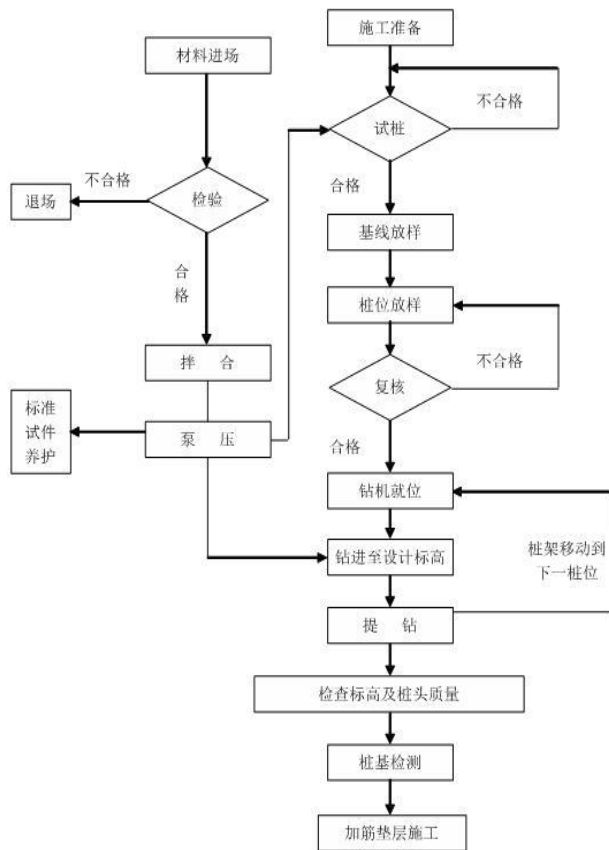 施工准备
材料进场
不合格
试桩
不合格
检验
退场
合格
基线放样
合
格
桩位放样
拌 合
复核
不合格
标准
试件
养护
泵 压
合格
钻机就位
钻进至设计标高
桩架移动到
下一桩位
提 钻
检查标高及桩头质量
桩基检测
加筋垫层施工